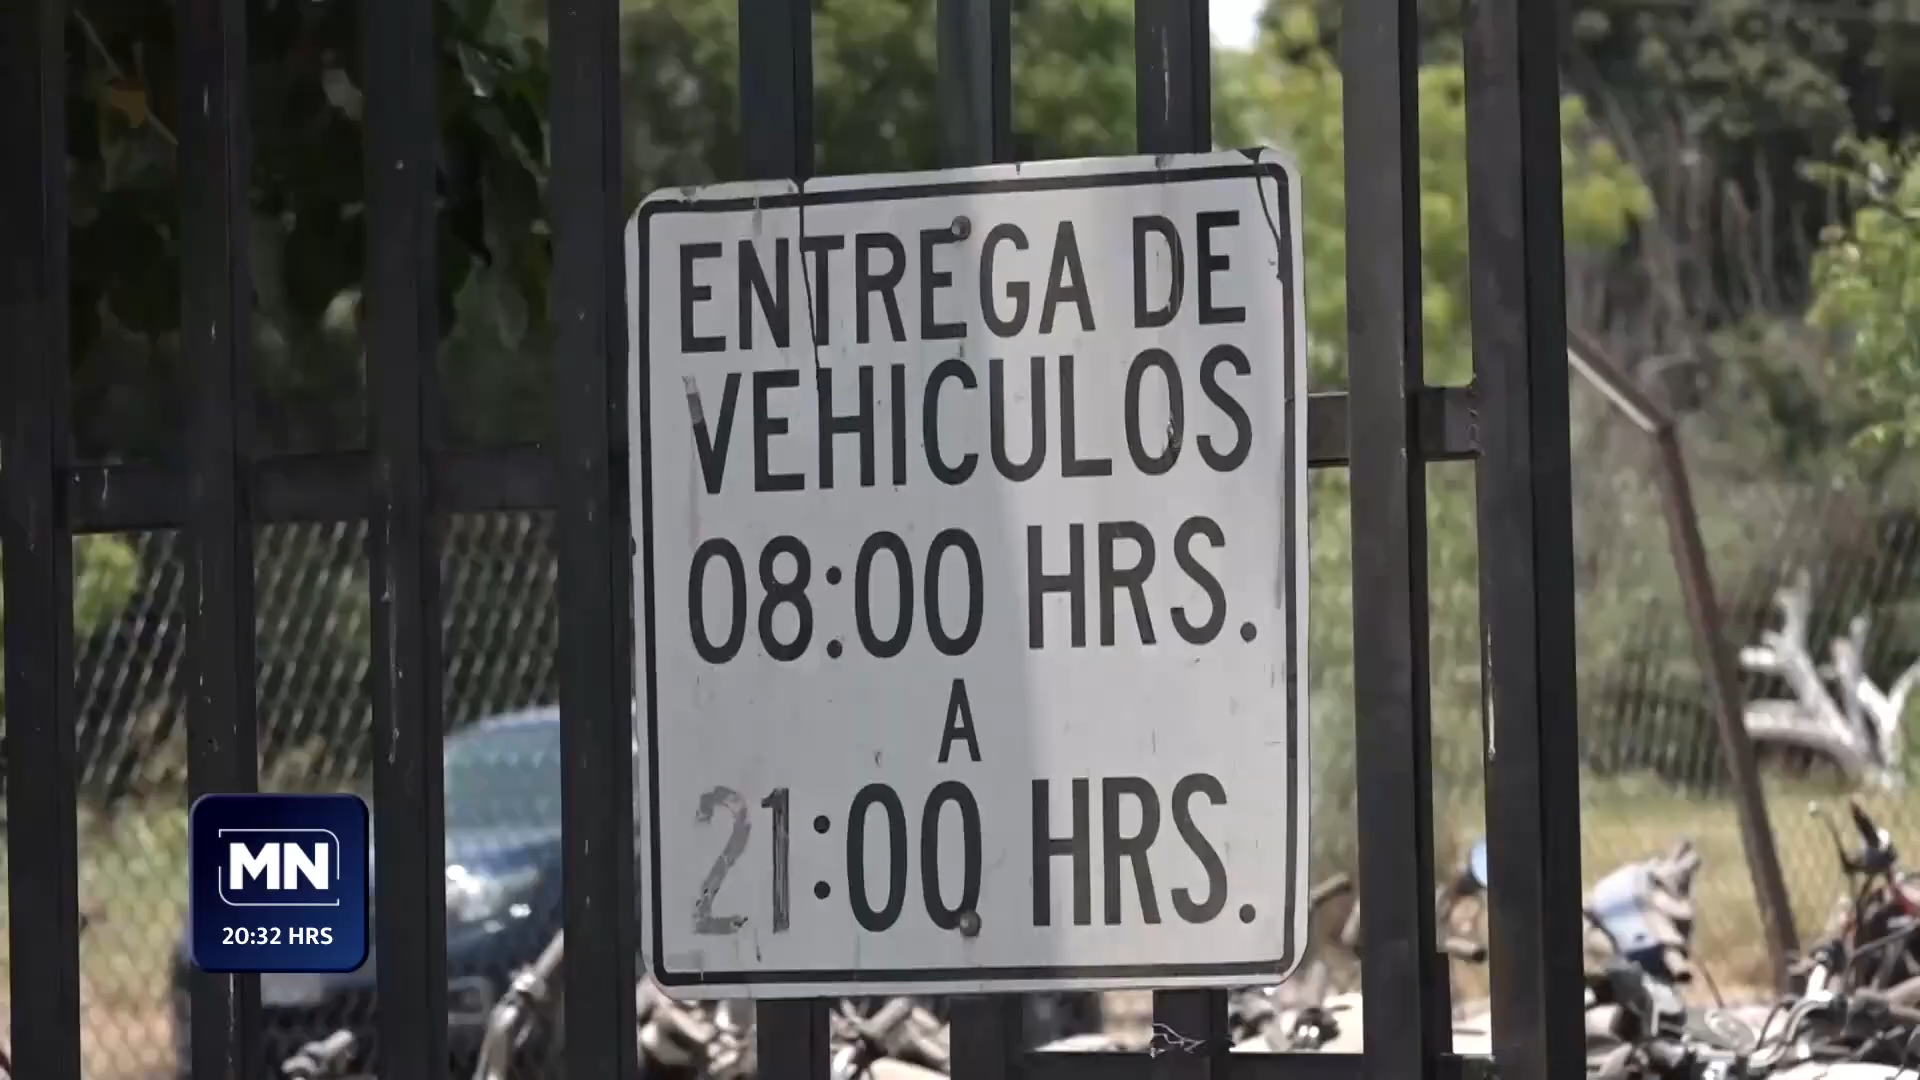 ENTREGA DE
VEHICULOS
08:00 HRS.
A
21:00 HRS.
MN
20:32 HRS